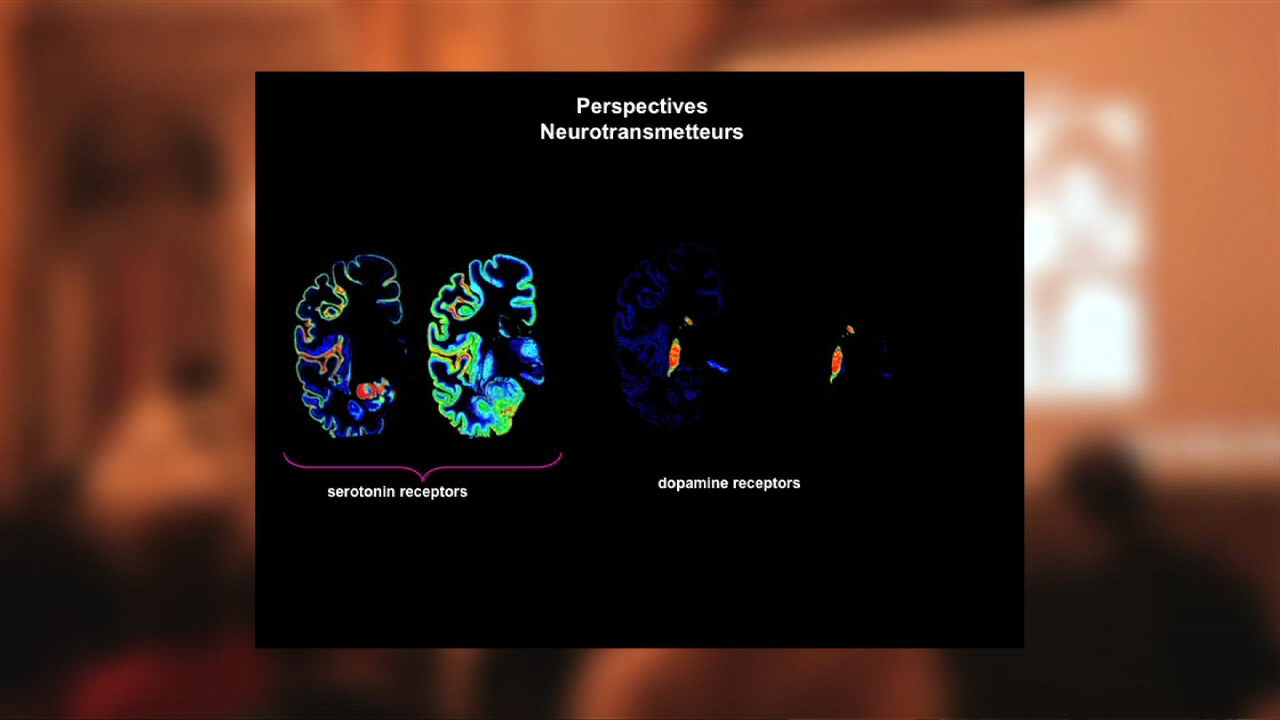 Perspectives
Neurotransmetteurs
serotonin receptors
dopamine receptors